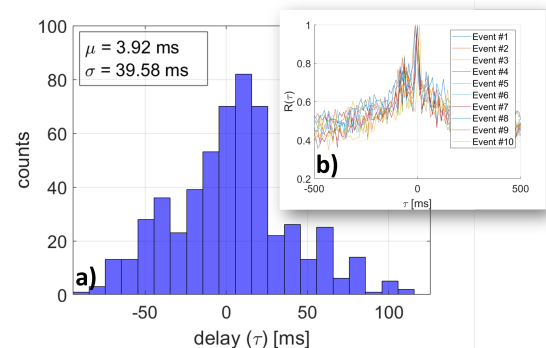 μ = 3.92 ms
σ = 39.58 ms
100
80
60
40
20
0
counts
a)
-50
0
50
100
delay (τ) [ms]
1
0.8
0.6
0.4
0.2
R(τ)
b)
-500
0
500
τ [ms]
Event #1
Event #2
Event #3
Event #4
Event #5
Event #6
Event #7
Event #8
Event #9
Event #10